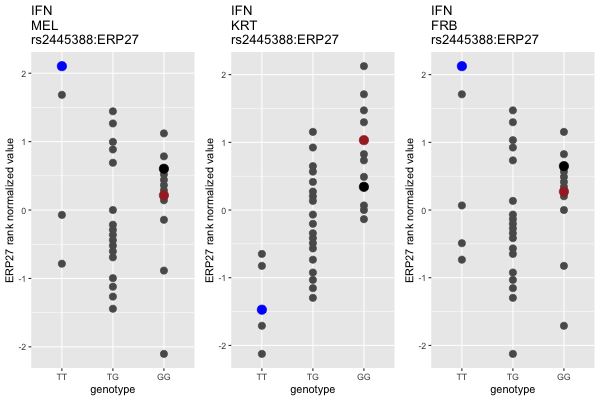 IFN
MEL
rs2445388:ERP27
ERP27 rank normalized value
2
1
0
-1
-2
TT
TG
GG
genotype
IFN
KRT
rs2445388:ERP27
ERP27 rank normalized value
2
1
0
-1
-2
TT
TG
GG
genotype
IFN
FRB
rs2445388:ERP27
ERP27 rank normalized value
2
1
0
-1
-2
TT
TG
GG
genotype